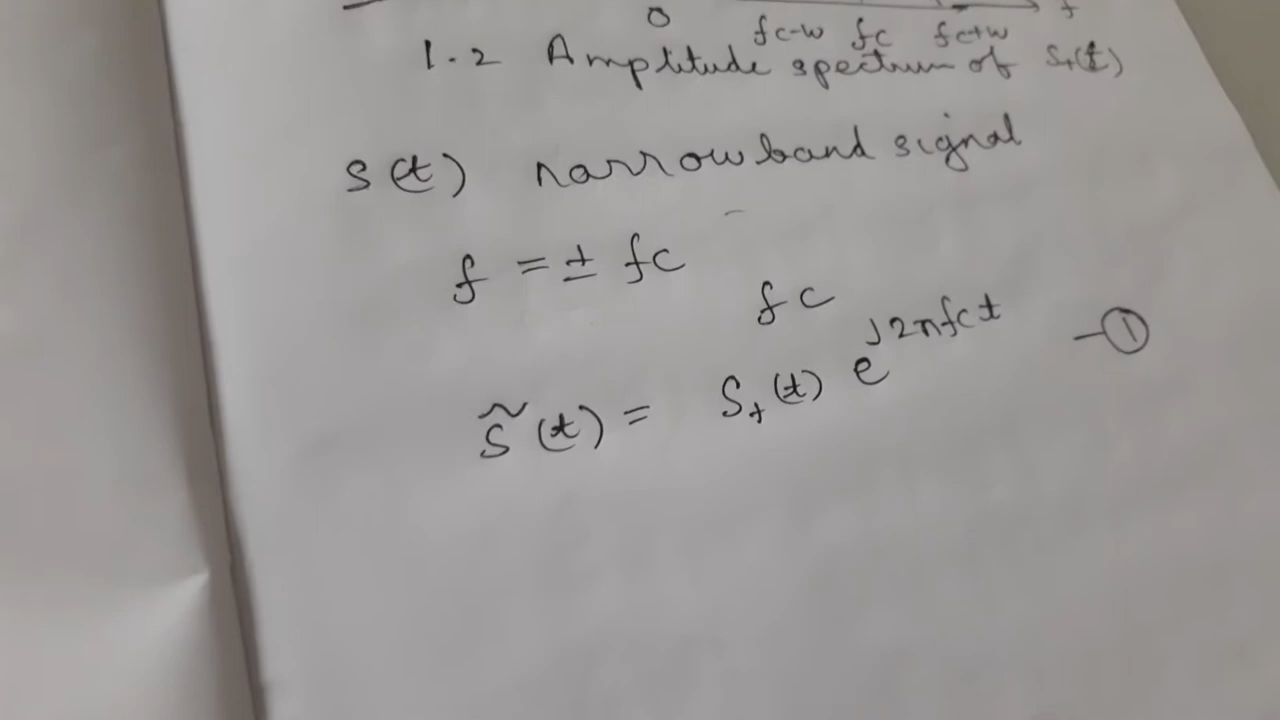 0 fc-w fc fc+w f
1.2 Amplitude spectrum of S₊(t)
S(t) narrowband signal
f = ± fc
fc
s̃(t) = S₊(t) e^{j2πfct} -①